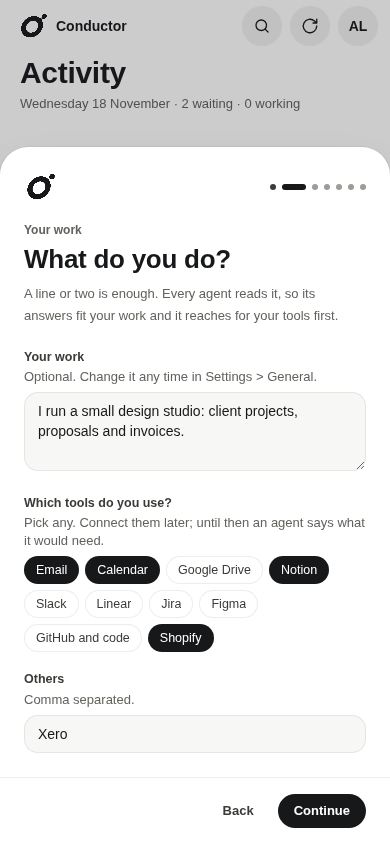 Conductor
AL
Activity
Wednesday 18 November · 2 waiting · 0 working
Your work
What do you do?
A line or two is enough. Every agent reads it, so its
answers fit your work and it reaches for your tools first.
Your work
Optional. Change it any time in Settings > General.
I run a small design studio: client projects,
proposals and invoices.
Which tools do you use?
Pick any. Connect them later; until then an agent says what
it would need.
Email Calendar Google Drive Notion
Slack Linear Jira Figma
GitHub and code Shopify
Others
Comma separated.
Xero
Back Continue